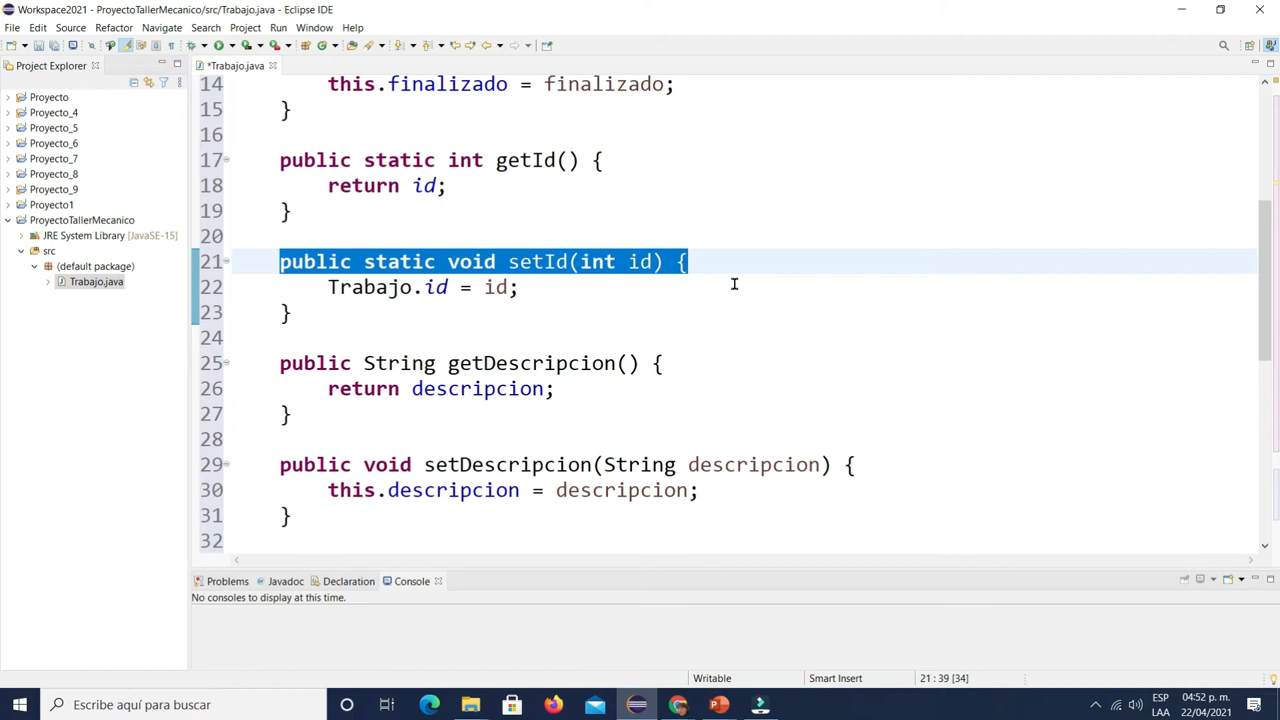 Workspace2021 - ProyectoTallerMecanico/src/Trabajo.java - Eclipse IDE
File Edit Source Refactor Navigate Search Project Run Window Help
Project Explorer
*Trabajo.java
Proyecto
Proyecto_4
Proyecto_5
Proyecto_6
Proyecto_7
Proyecto_8
Proyecto_9
Proyecto1
ProyectoTallerMecanico
JRE System Library [JavaSE-15]
src
(default package)
Trabajo.java
14 this.finalizado = finalizado;
15 }
16
17 public static int getId() {
18 return id;
19 }
20
21 public static void setId(int id) {
22 Trabajo.id = id;
23 }
24
25 public String getDescripcion() {
26 return descripcion;
27 }
28
29 public void setDescripcion(String descripcion) {
30 this.descripcion = descripcion;
31 }
32
Problems Javadoc Declaration Console
No consoles to display at this time.
Writable Smart Insert 21 : 39 [34]
Escribe aquí para buscar
ESP 04:52 p. m.
LAA 22/04/2021